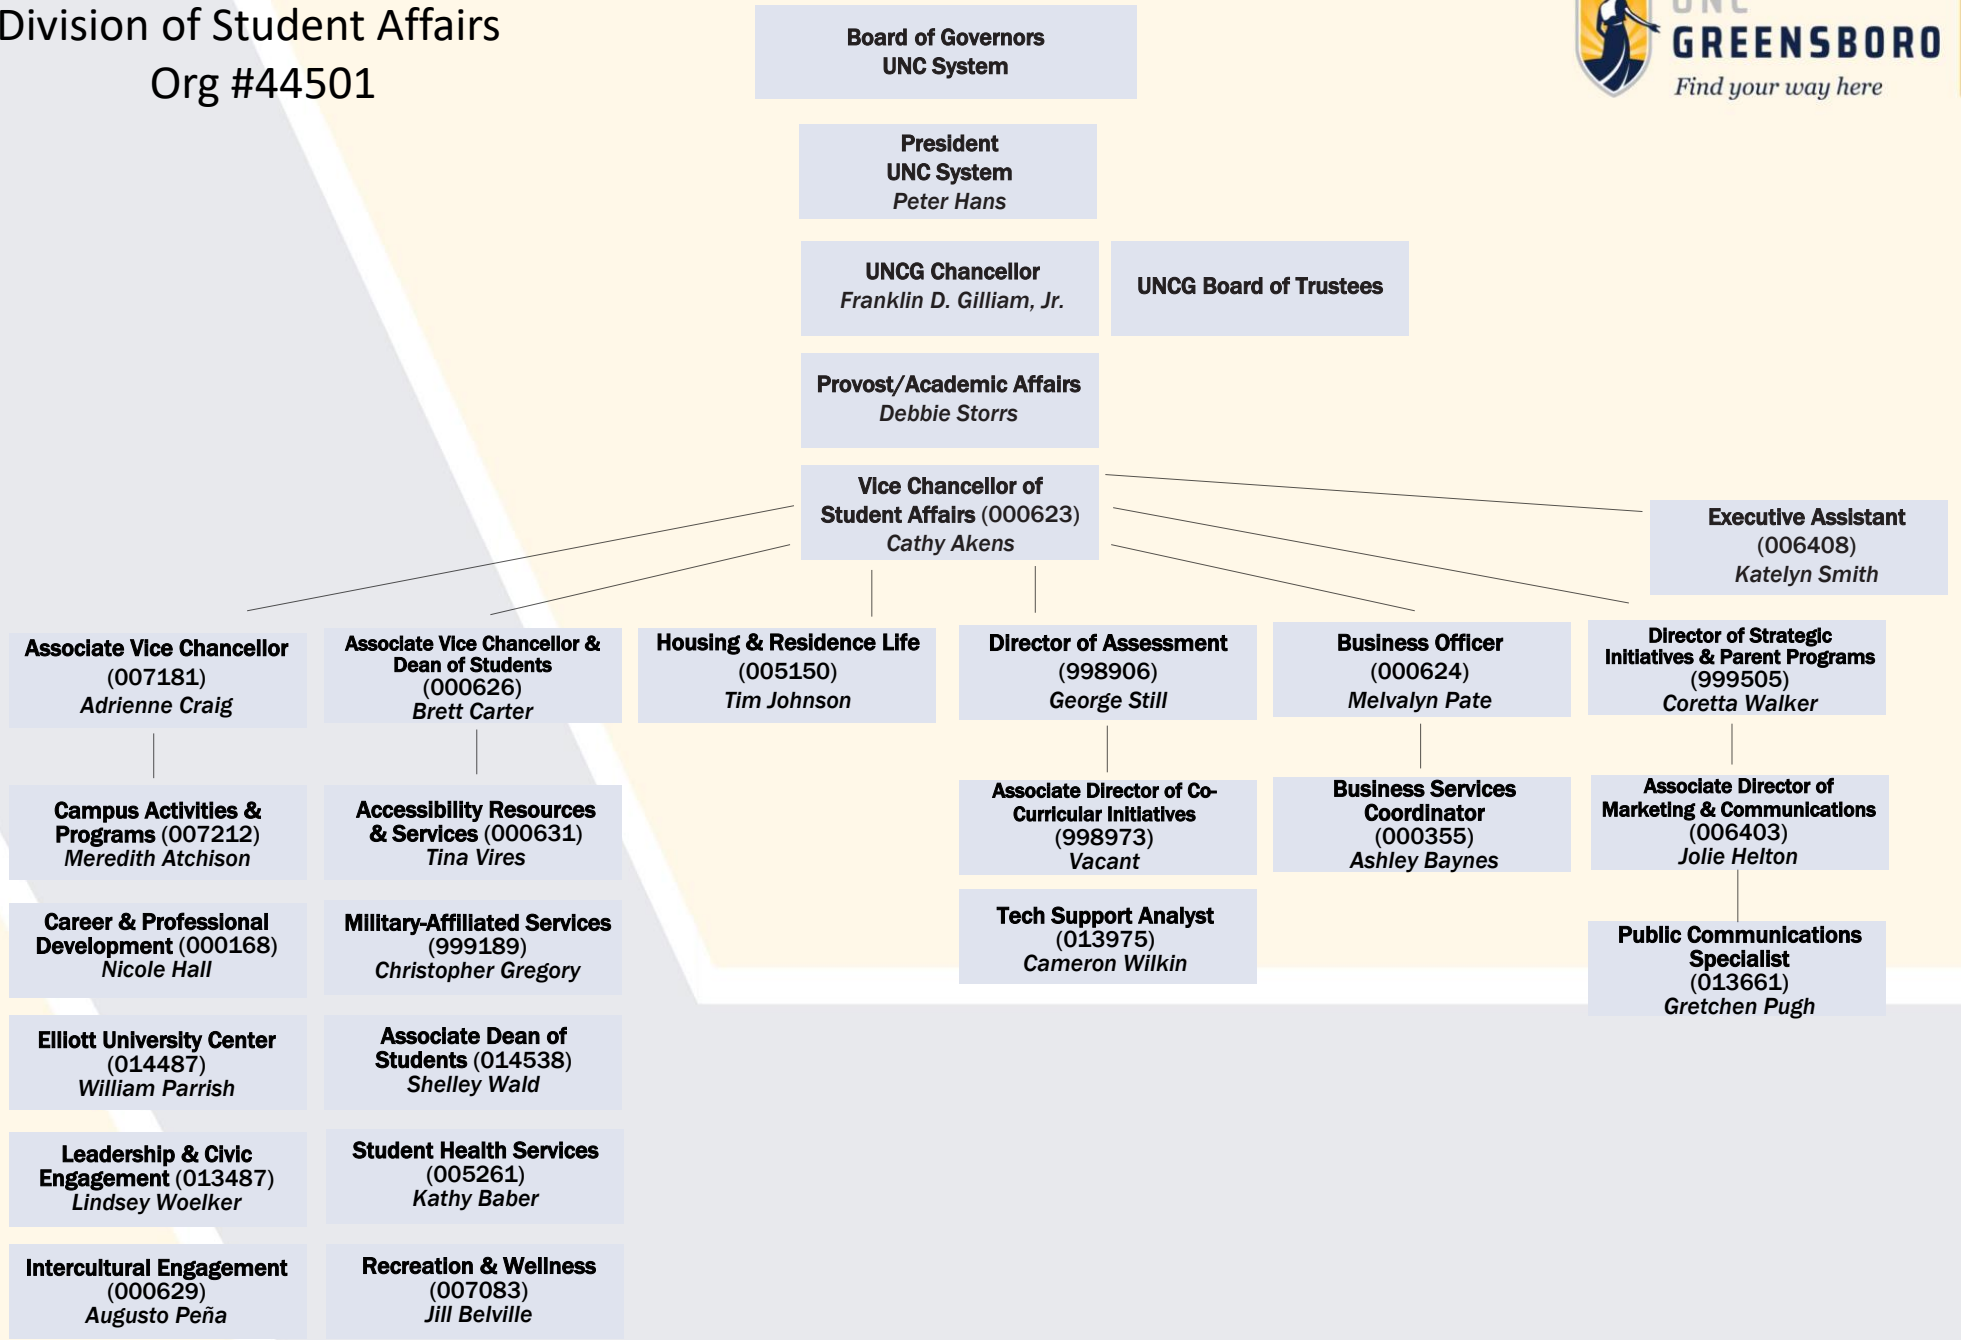 Division of Student Affairs
Org #44501
UNC
GREENSBORO
Find your way here
Board of Governors
UNC System
President
UNC System
Peter Hans
UNCG Chancellor
Franklin D. Gilliam, Jr.
UNCG Board of Trustees
Provost/Academic Affairs
Debbie Storrs
Vice Chancellor of
Student Affairs (000623)
Cathy Akens
Executive Assistant
(006408)
Katelyn Smith
Associate Vice Chancellor
(007181)
Adrienne Craig
Associate Vice Chancellor &
Dean of Students
(000626)
Brett Carter
Housing & Residence Life
(005150)
Tim Johnson
Director of Assessment
(998906)
George Still
Business Officer
(000624)
Melvalyn Pate
Director of Strategic
Initiatives & Parent Programs
(999505)
Coretta Walker
Campus Activities &
Programs (007212)
Meredith Atchison
Accessibility Resources
& Services (000631)
Tina Vires
Associate Director of Co-
Curricular Initiatives
(998973)
Vacant
Business Services
Coordinator
(000355)
Ashley Baynes
Associate Director of
Marketing & Communications
(006403)
Jolie Helton
Career & Professional
Development (000168)
Nicole Hall
Military-Affiliated Services
(999189)
Christopher Gregory
Tech Support Analyst
(013975)
Cameron Wilkin
Public Communications
Specialist
(013661)
Gretchen Pugh
Elliott University Center
(014487)
William Parrish
Associate Dean of
Students (014538)
Shelley Wald
Leadership & Civic
Engagement (013487)
Lindsey Woelker
Student Health Services
(005261)
Kathy Baber
Intercultural Engagement
(000629)
Augusto Peña
Recreation & Wellness
(007083)
Jill Belville